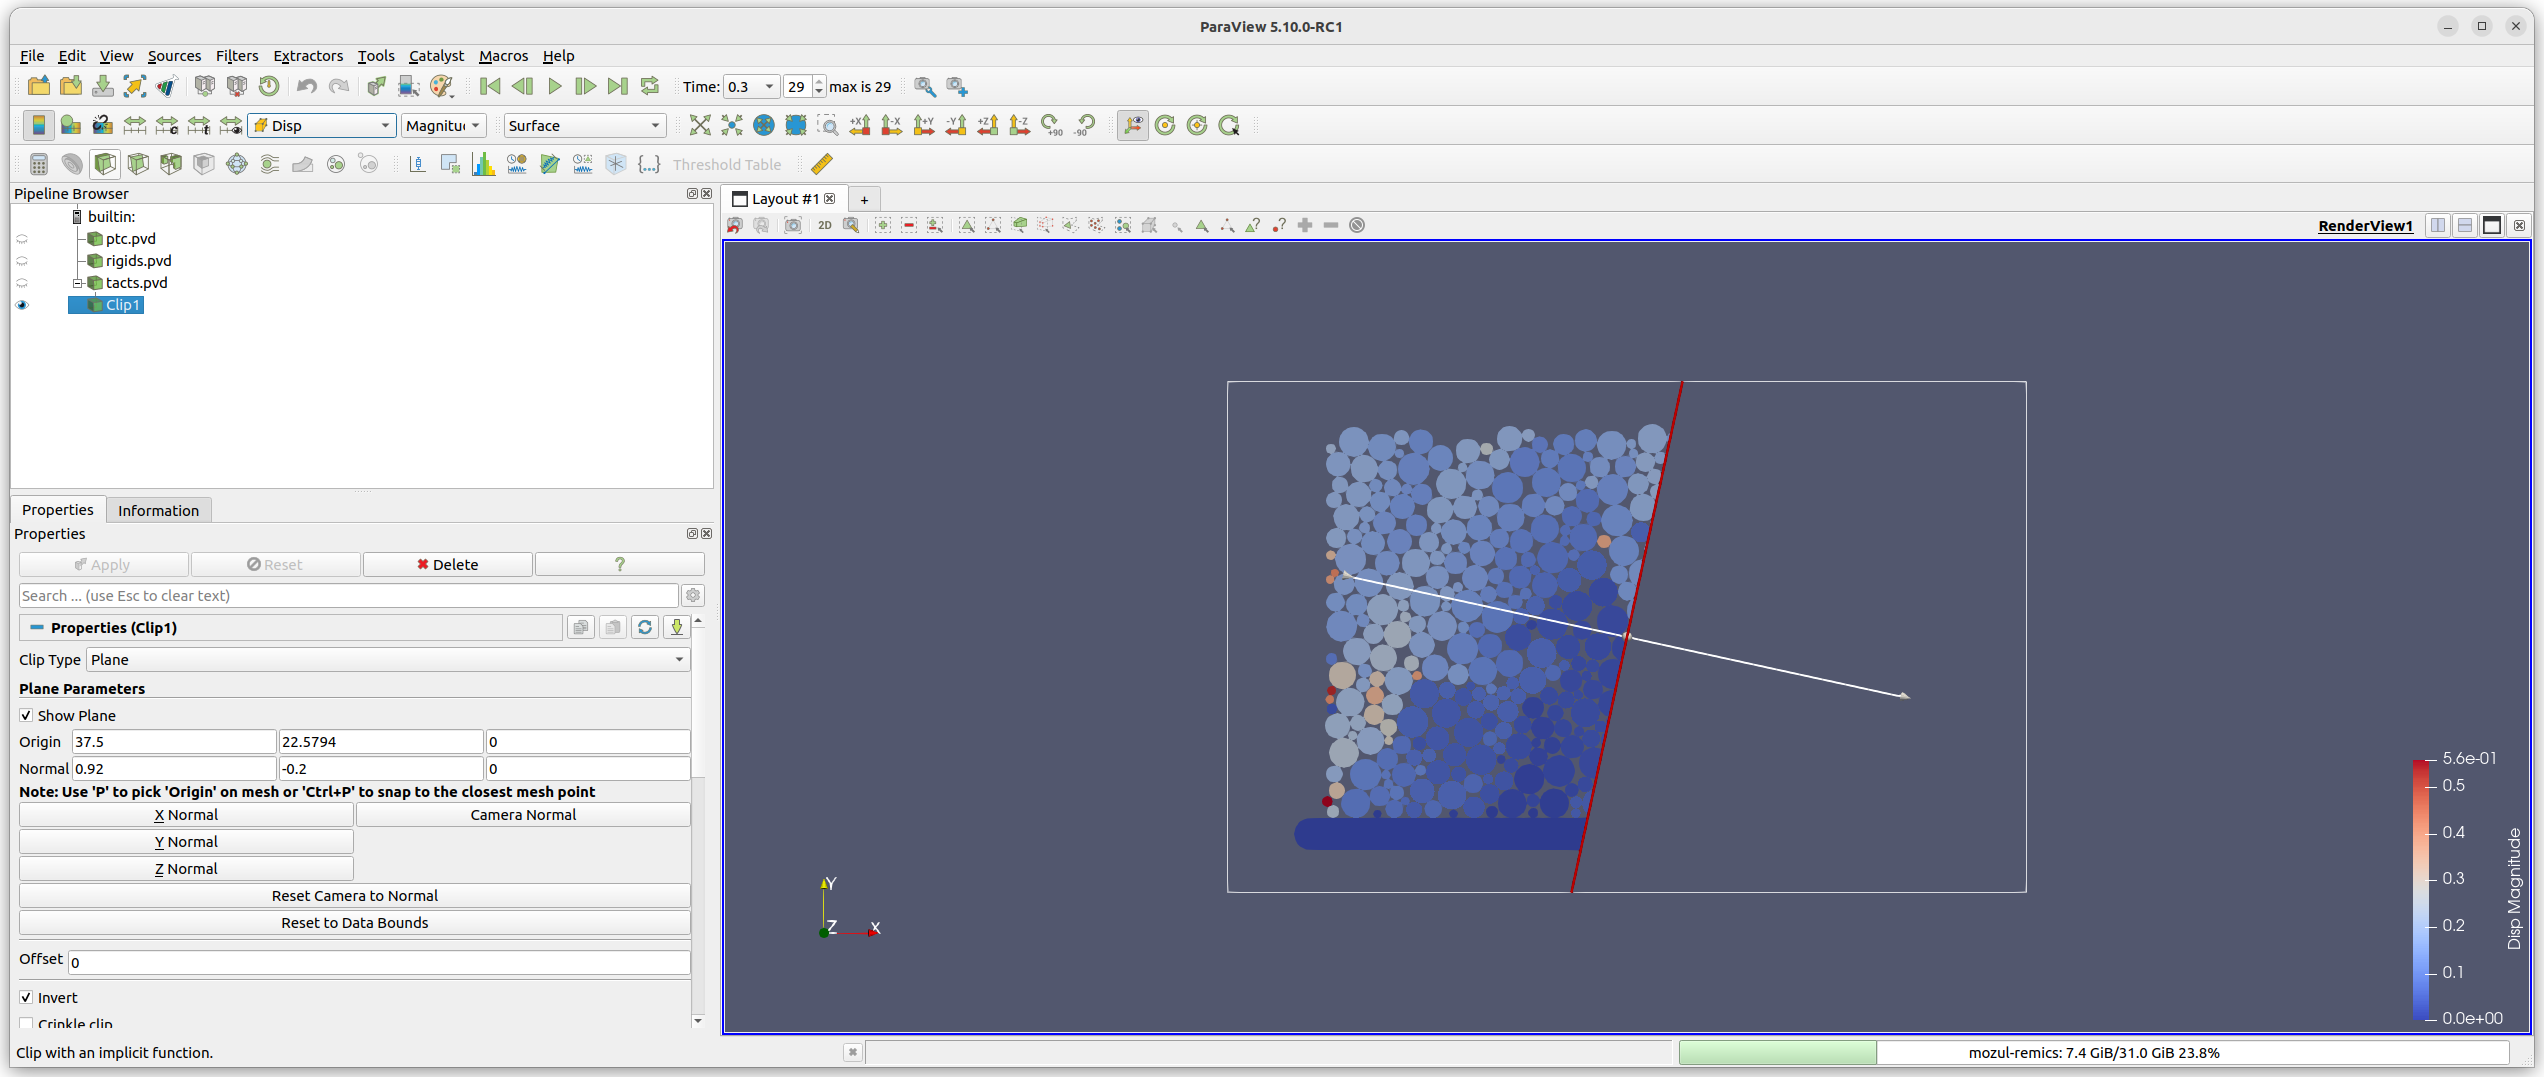 ParaView 5.10.0-RC1
File Edit View Sources Filters Extractors Tools Catalyst Macros Help
Time: 0.3 29 max is 29
Disp Magnitu Surface +X -X +Y -Y +Z -Z +90 -90
Threshold Table
Pipeline Browser
builtin:
ptc.pvd
rigids.pvd
tacts.pvd
Clip1
Properties Information
Properties
Apply Reset Delete ?
Search ... (use Esc to clear text)
Properties (Clip1)
Clip Type Plane
Plane Parameters
Show Plane
Origin 37.5 22.5794 0
Normal 0.92 -0.2 0
Note: Use 'P' to pick 'Origin' on mesh or 'Ctrl+P' to snap to the closest mesh point
X Normal Camera Normal
Y Normal
Z Normal
Reset Camera to Normal
Reset to Data Bounds
Offset 0
Invert
Crinkle clip
Clip with an implicit function.
Layout #1 +
2D RenderView1
Y
Z X
5.6e-01
0.5
0.4
0.3
0.2
0.1
0.0e+00
Disp Magnitude
mozul-remics: 7.4 GiB/31.0 GiB 23.8%